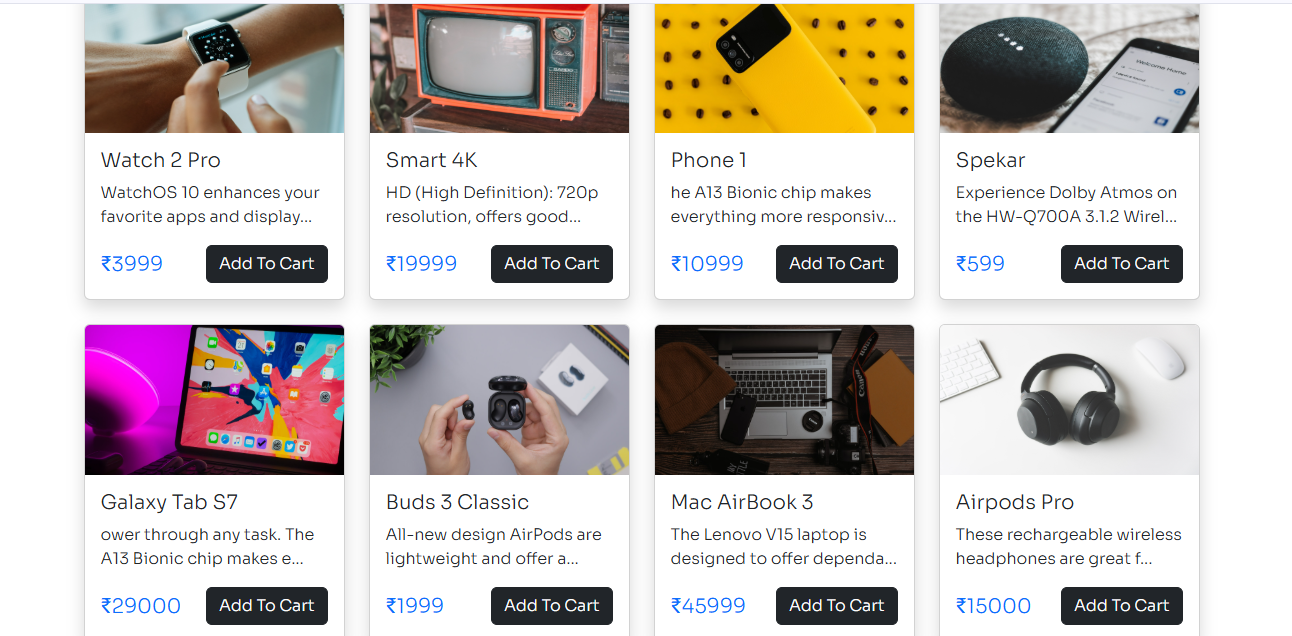 Welcome Home
Watch 2 Pro
WatchOS 10 enhances your
favorite apps and display...
₹3999
Add To Cart
Smart 4K
HD (High Definition): 720p
resolution, offers good...
₹19999
Add To Cart
Phone 1
he A13 Bionic chip makes
everything more responsiv...
₹10999
Add To Cart
Spekar
Experience Dolby Atmos on
the HW-Q700A 3.1.2 Wirel...
₹599
Add To Cart
Canon
Galaxy Tab S7
ower through any task. The
A13 Bionic chip makes e...
₹29000
Add To Cart
Buds 3 Classic
All-new design AirPods are
lightweight and offer a...
₹1999
Add To Cart
Mac AirBook 3
The Lenovo V15 laptop is
designed to offer dependa...
₹45999
Add To Cart
Airpods Pro
These rechargeable wireless
headphones are great f...
₹15000
Add To Cart